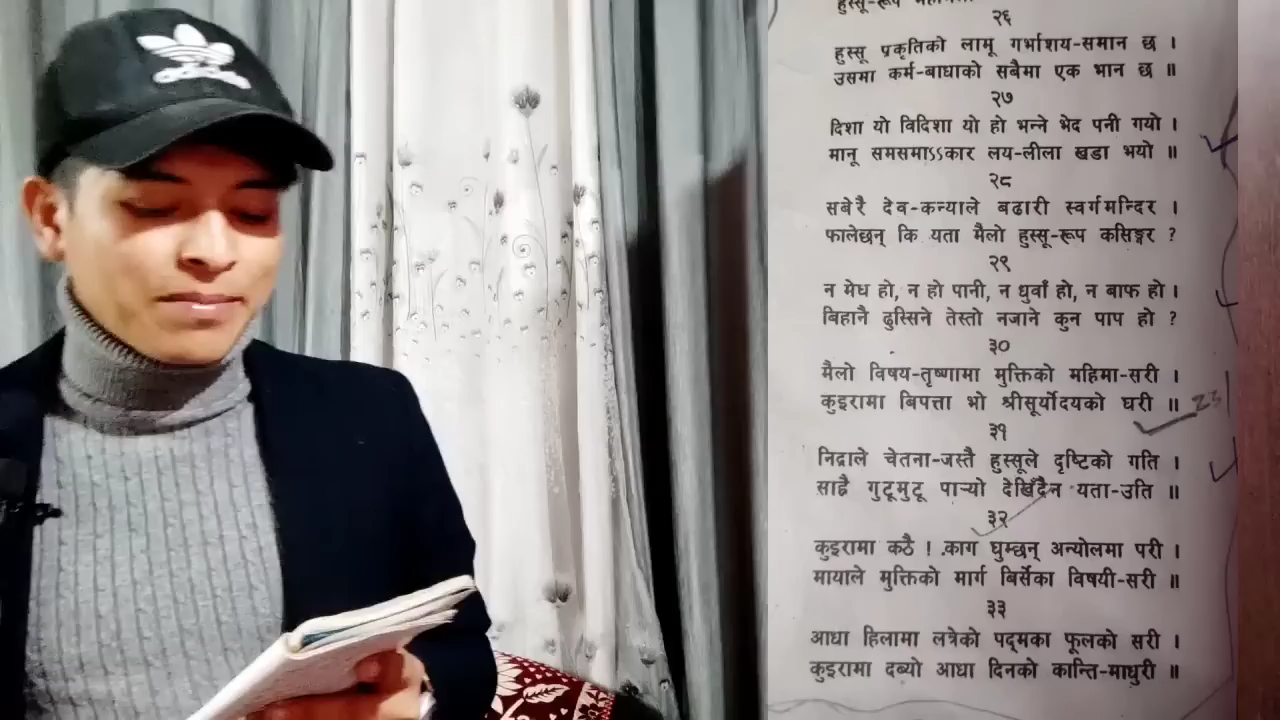 हुस्सू-रूप
२६
हुस्सू प्रकृतिको लामू गर्भाशय-समान छ ।
उसमा कर्म-बाधाको सबैमा एक भान छ ॥
२७
दिशा यो विदिशा यो हो भन्ने भेद पनी गयो ।
मानू समसमाऽऽकार लय-लीला खडा भयो ॥
२८
सबेरै देव-कन्याले बढारी स्वर्गमन्दिर ।
फालेछन् कि यता मैलो हुस्सू-रूप कसिङ्गर ?
२९
न मेघ हो, न हो पानी, न धुवाँ हो, न बाफ हो ।
बिहानै ढुस्सिने तेस्तो नजाने कुन पाप हो ?
३०
मैलो विषय-तृष्णामा मुक्तिको महिमा-सरी ।
कुइरामा बिपत्ता भो श्रीसूर्योदयको घरी ॥
23
३१
निद्राले चेतना-जस्तै हुस्सूले दृष्टिको गति ।
साह्रै गुटूमुटू पार्‍यो देखिँदैन यता-उति ॥
३२
कुइरामा कठै ! काग घुम्छन् अन्योलमा परी ।
मायाले मुक्तिको मार्ग बिर्सेका विषयी-सरी ॥
३३
आधा हिलामा लत्रेको पद्मका फूलको सरी ।
कुइरामा दब्यो आधा दिनको कान्ति-माधुरी ॥